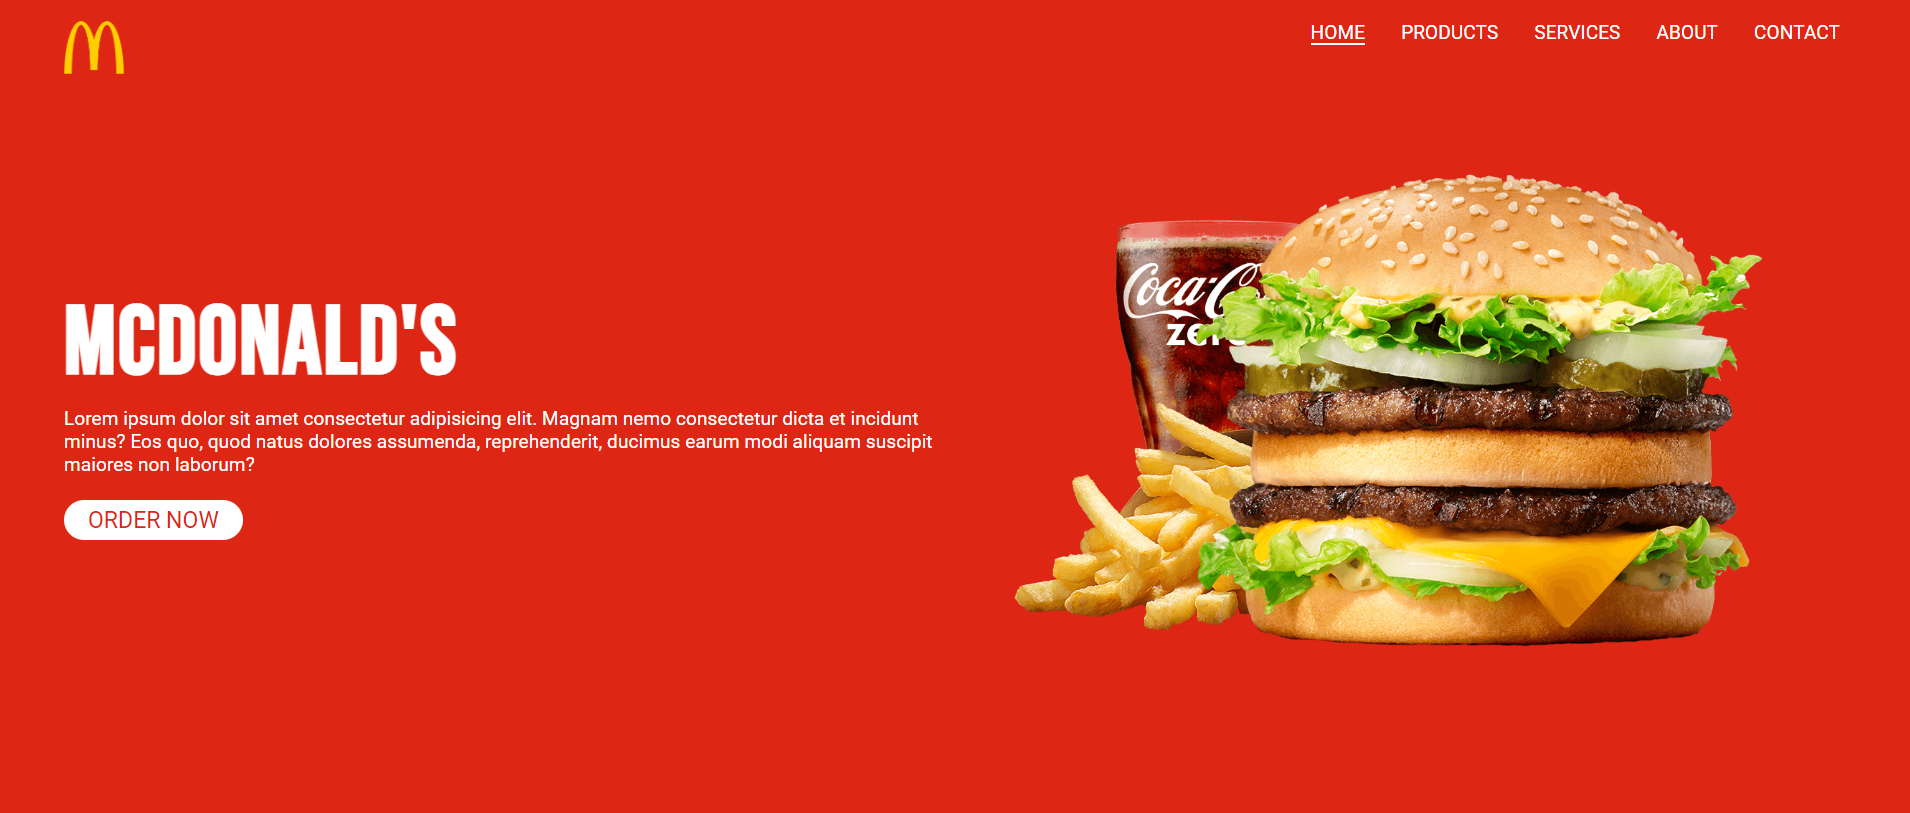 HOME PRODUCTS SERVICES ABOUT CONTACT
MCDONALD'S
Lorem ipsum dolor sit amet consectetur adipisicing elit. Magnam nemo consectetur dicta et incidunt
minus? Eos quo, quod natus dolores assumenda, reprehenderit, ducimus earum modi aliquam suscipit
maiores non laborum?
ORDER NOW
Coca-C
zero